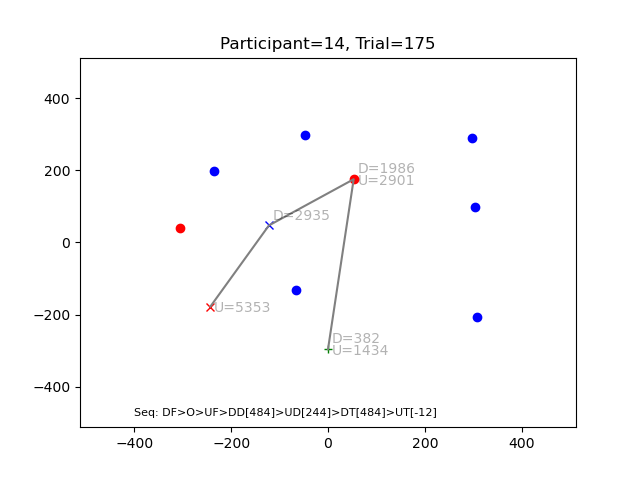 Participant=14, Trial=175
400
200
0
−200
−400
D=1986
U=2901
D=2935
U=5353
D=382
U=1434
Seq: DF>O>UF>DD[484]>UD[244]>DT[484]>UT[-12]
−400
−200
0
200
400